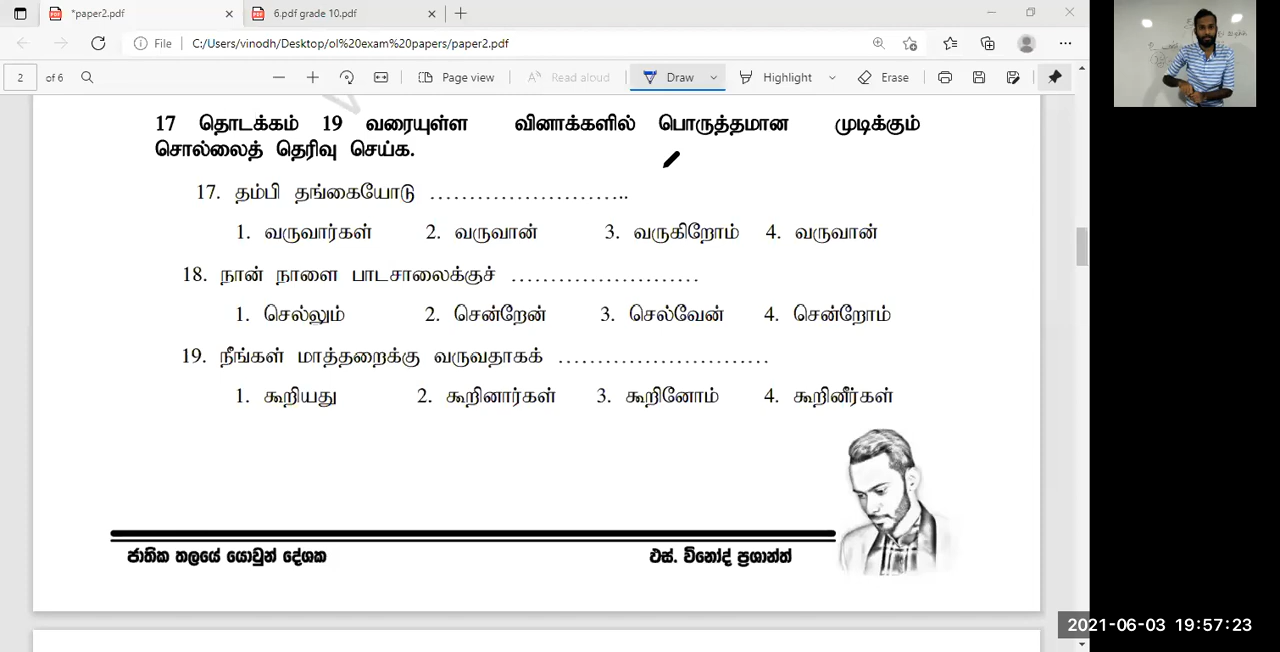 *paper2.pdf
6.pdf grade 10.pdf
File
C:/Users/vinodh/Desktop/ol%20exam%20papers/paper2.pdf
2
of 6
Page view
Read aloud
Draw
Highlight
Erase
17 தொடக்கம் 19 வரையுள்ள வினாக்களில் பொருத்தமான முடிக்கும்
சொல்லைத் தெரிவு செய்க.
17. தம்பி தங்கையோடு ...........................
1. வருவார்கள் 2. வருவான் 3. வருகிறோம் 4. வருவான்
18. நான் நாளை பாடசாலைக்குச் ........................
1. செல்லும் 2. சென்றேன் 3. செல்வேன் 4. சென்றோம்
19. நீங்கள் மாத்தறைக்கு வருவதாகக் ...........................
1. கூறியது 2. கூறினார்கள் 3. கூறினோம் 4. கூறினீர்கள்
ජාතික තලයේ යොවුන් දේශක
එස්. විනෝද් ප්‍රශාන්ත්
2021-06-03 19:57:23